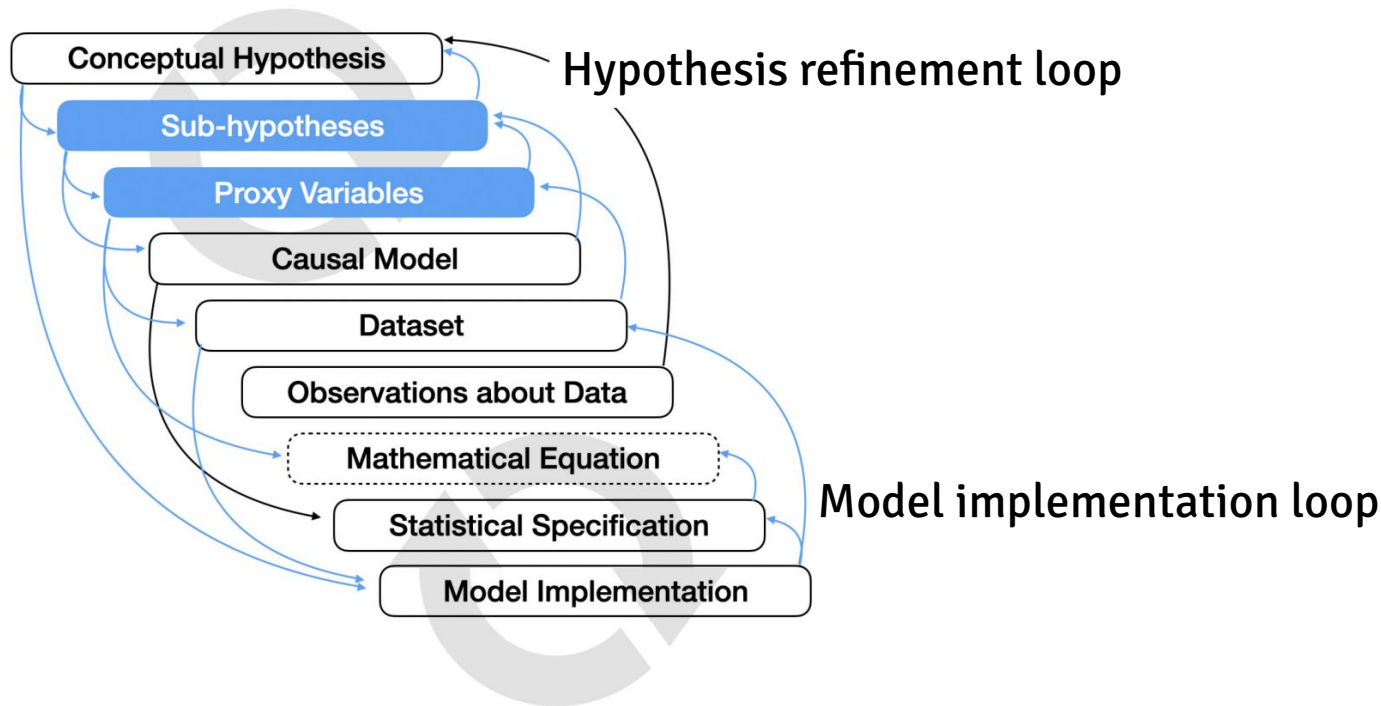 Conceptual Hypothesis
Hypothesis refinement loop
Sub-hypotheses
Proxy Variables
Causal Model
Dataset
Observations about Data
Mathematical Equation
Model implementation loop
Statistical Specification
Model Implementation